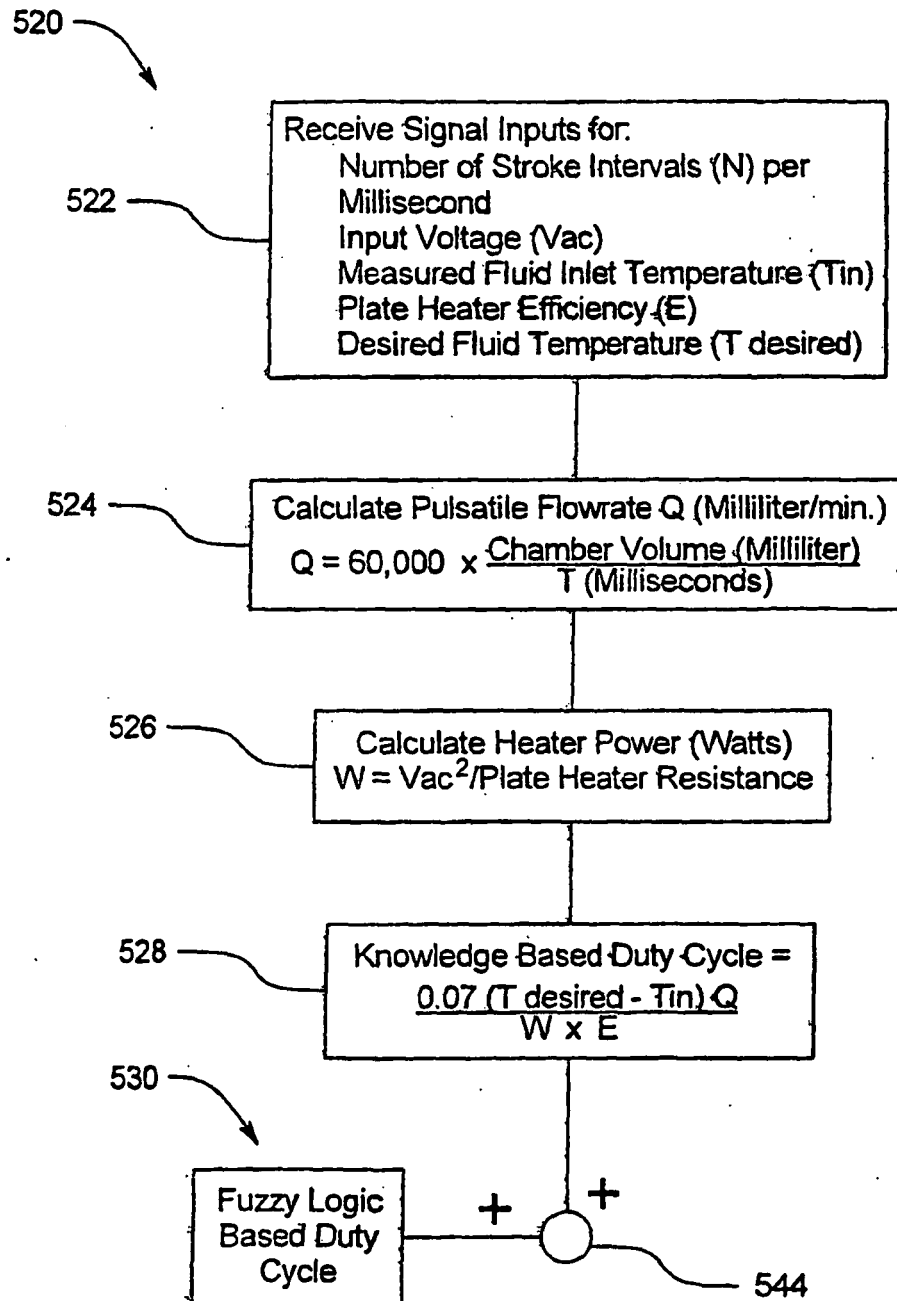 520
Receive Signal Inputs for:
Number of Stroke Intervals (N) per
Millisecond
Input Voltage (Vac)
Measured Fluid Inlet Temperature (Tin)
Plate Heater Efficiency (E)
Desired Fluid Temperature (T desired)
522
Calculate Pulsatile Flowrate Q (Milliliter/min.)
Q = 60,000 x Chamber Volume (Milliliter)
T (Milliseconds)
524
Calculate Heater Power (Watts)
W = Vac²/Plate Heater Resistance
526
Knowledge Based Duty Cycle =
0.07 (T desired - Tin) Q
W x E
528
530
Fuzzy Logic
Based Duty
Cycle
+ +
544